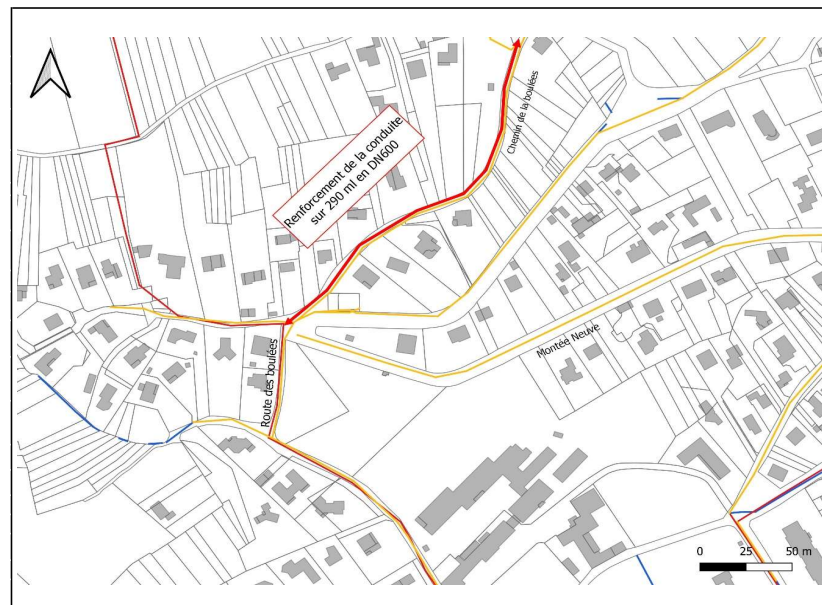 Chemin de la boulées
Renforcement de la conduite
sur 290 ml en DN600
Route des boulées
Montée Neuve
0 25 50 m